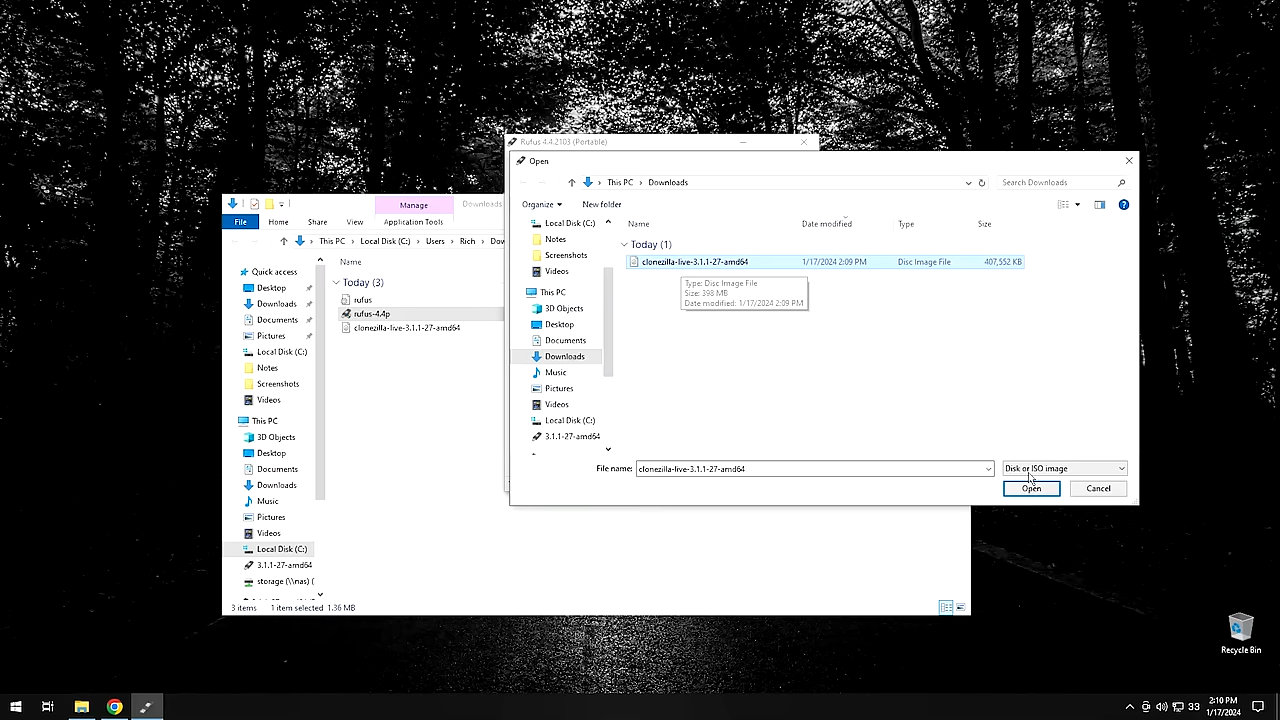 Rufus 4.4.2103 (Portable)
Open
This PC > Downloads
Search Downloads
Organize
New folder
Name
Date modified
Type
Size
Local Disk (C:)
Notes
Screenshots
Videos
This PC
3D Objects
Desktop
Documents
Downloads
Music
Pictures
Videos
Local Disk (C:)
3.1.1-27-amd64
Today (1)
clonezilla-live-3.1.1-27-amd64
1/17/2024 2:09 PM
Disc Image File
407,552 KB
Type: Disc Image File
Size: 398 MB
Date modified: 1/17/2024 2:09 PM
File name:
clonezilla-live-3.1.1-27-amd64
Disk or ISO image
Open
Cancel
Manage
Downloads
File
Home
Share
View
Application Tools
This PC > Local Disk (C:) > Users > Rich > Dow
Name
Quick access
Desktop
Downloads
Documents
Pictures
Local Disk (C:)
Notes
Screenshots
Videos
This PC
3D Objects
Desktop
Documents
Downloads
Music
Pictures
Videos
Local Disk (C:)
3.1.1-27-amd64
storage (\\nas) (
Today (3)
rufus
rufus-4.4p
clonezilla-live-3.1.1-27-amd64
3 items
1 item selected 1.36 MB
Recycle Bin
33
2:10 PM
1/17/2024